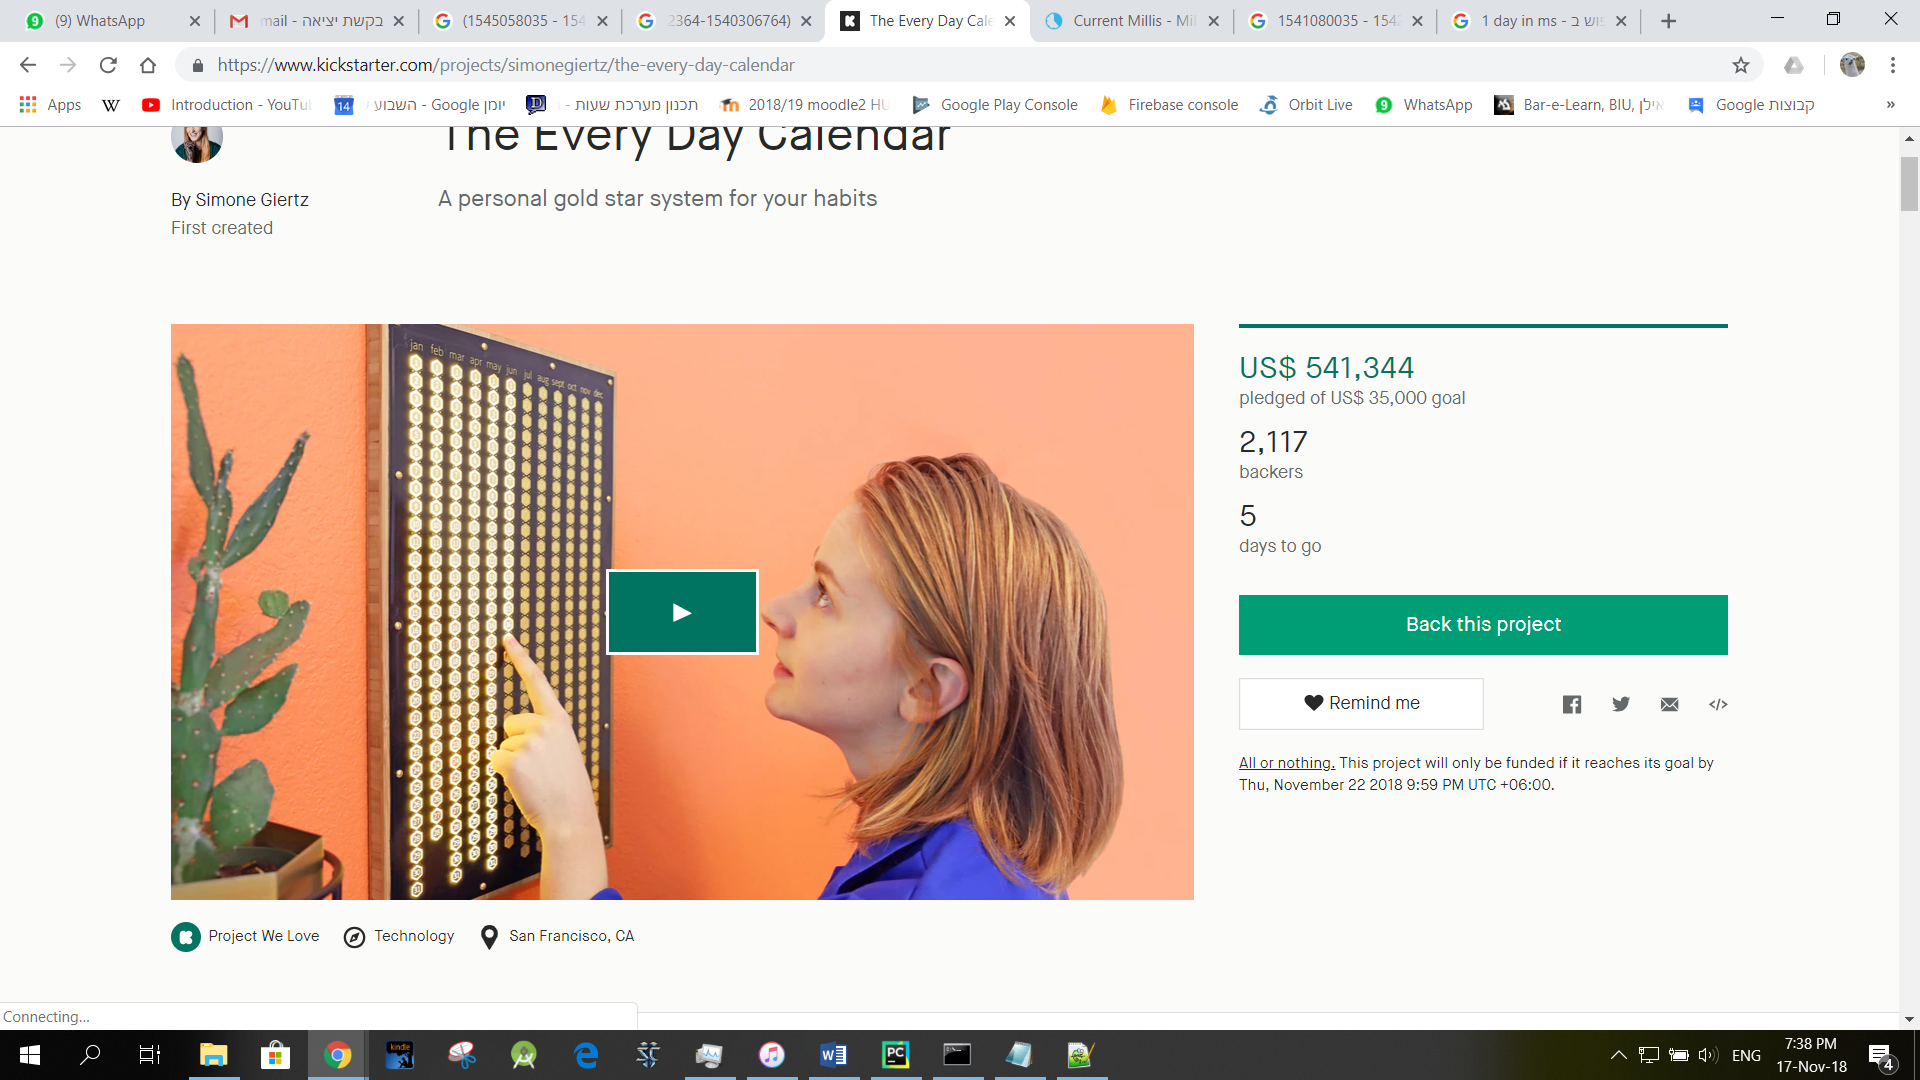 (9) WhatsApp
mail - בקשת יציאה
(1545058035 - 154
2364-1540306764)
The Every Day Cale
Current Millis - Mil
1541080035 - 154
1 day in ms -
https://www.kickstarter.com/projects/simonegiertz/the-every-day-calendar
Apps
W
Introduction - YouTu
14
יומן Google - השבוע
תכנון מערכת שעות -
2018/19 moodle2 HU
Google Play Console
Firebase console
Orbit Live
9
WhatsApp
Bar-e-Learn, BIU, אילן
קבוצות Google
»
The Every Day Calendar
A personal gold star system for your habits
By Simone Giertz
First created
jan feb mar apr may jun jul aug sept oct nov dec
US$ 541,344
pledged of US$ 35,000 goal
2,117
backers
5
days to go
Back this project
Remind me
All or nothing. This project will only be funded if it reaches its goal by
Thu, November 22 2018 9:59 PM UTC +06:00.
Project We Love
Technology
San Francisco, CA
Connecting...
kindle
PC
ENG
7:38 PM
17-Nov-18
4